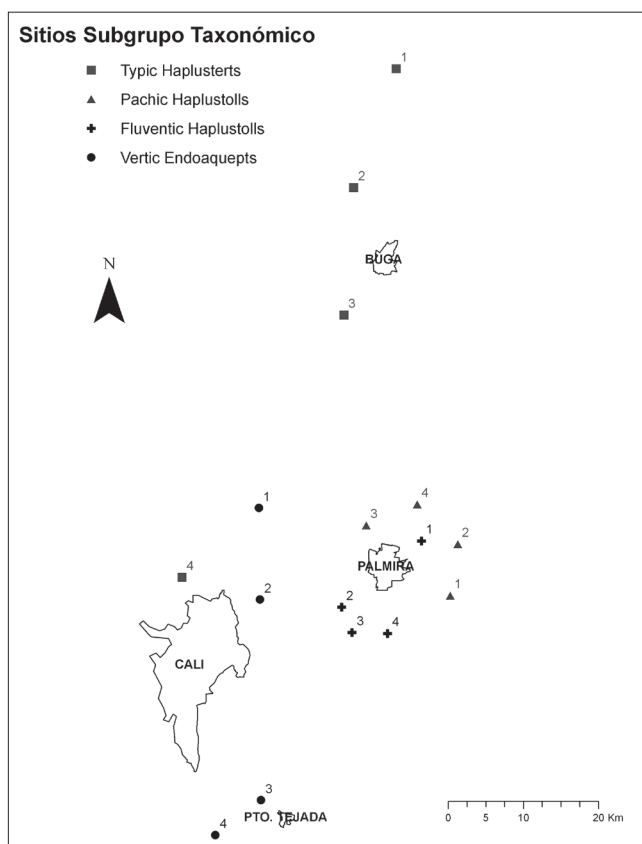 Sitios Subgrupo Taxonómico
Typic Haplusterts
Pachic Haplustolls
Fluventic Haplustolls
Vertic Endoaquepts
1
2
BUGA
N
3
1
4
3
1
2
4
PALMIRA
2
1
2
3
4
CALI
3
PTO. TEJADA
4
0 5 10 20 Km